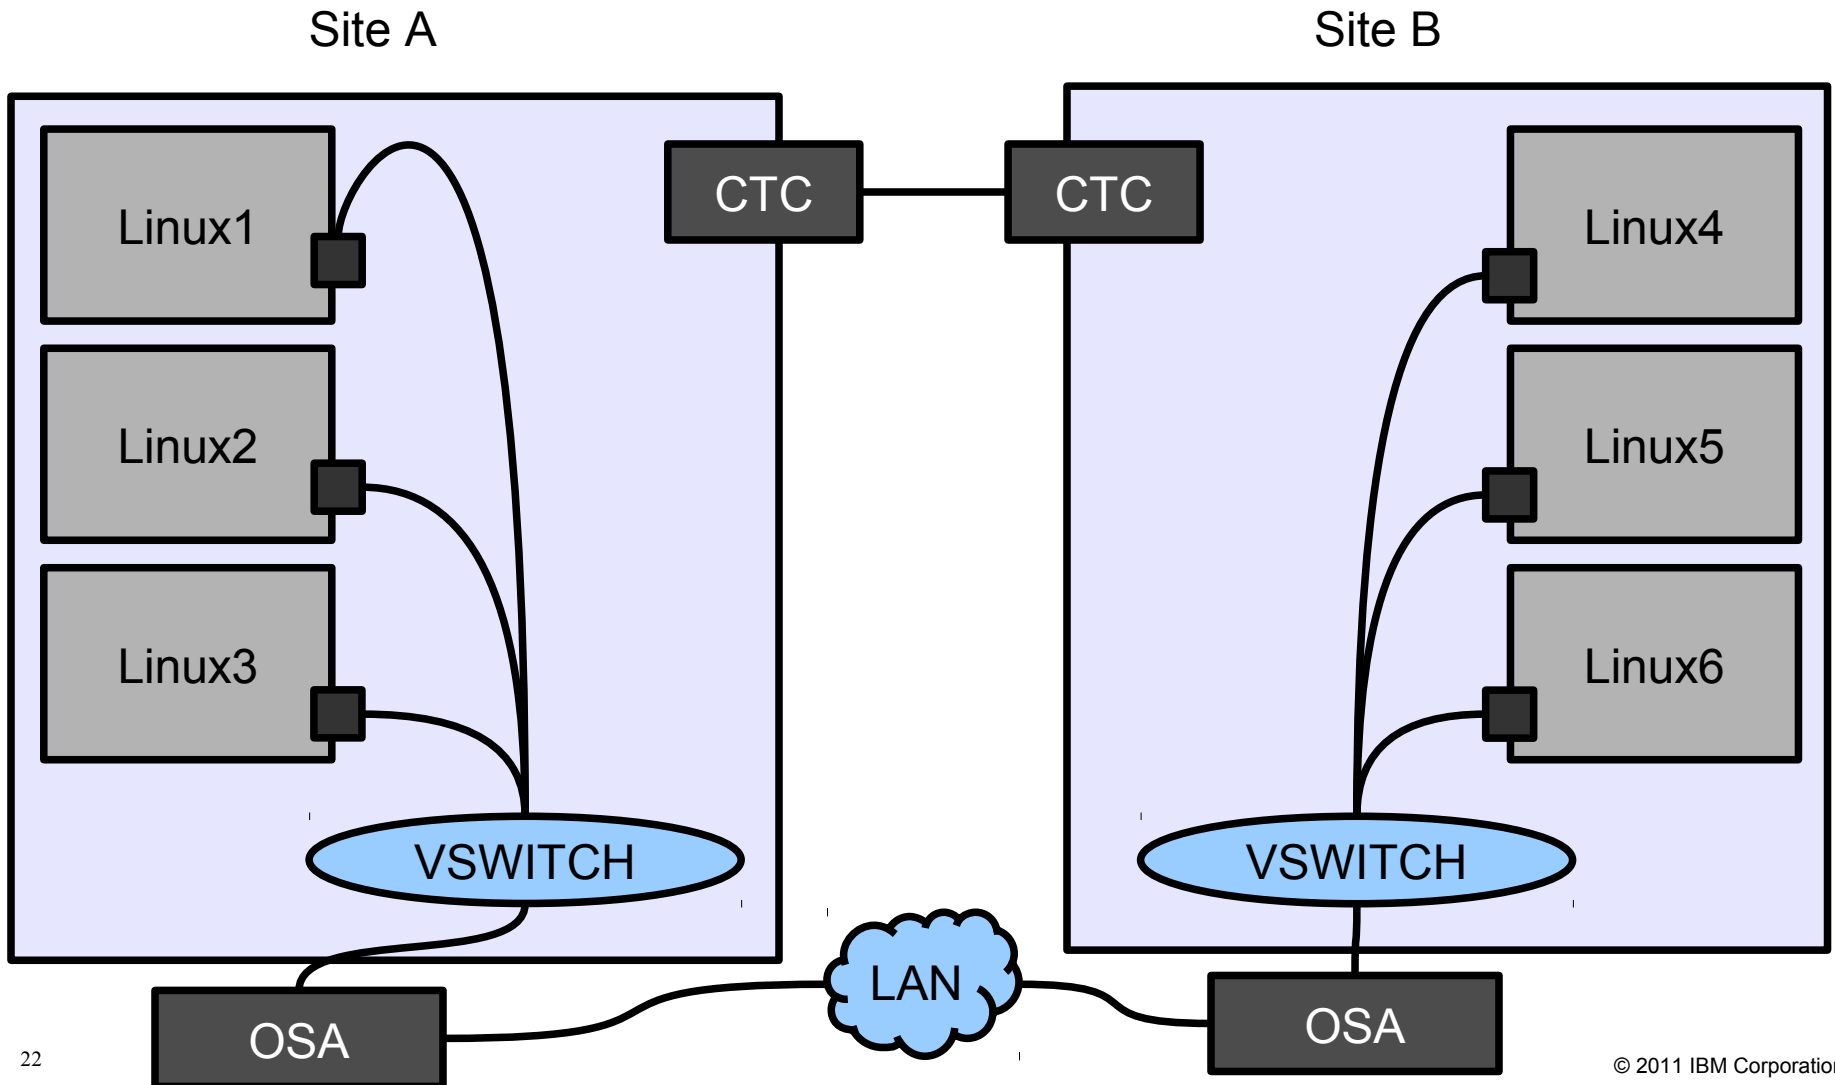 Site A
Site B
Linux1
CTC
CTC
Linux4
Linux2
Linux5
Linux3
Linux6
VSWITCH
VSWITCH
LAN
OSA
OSA
22
© 2011 IBM Corporation